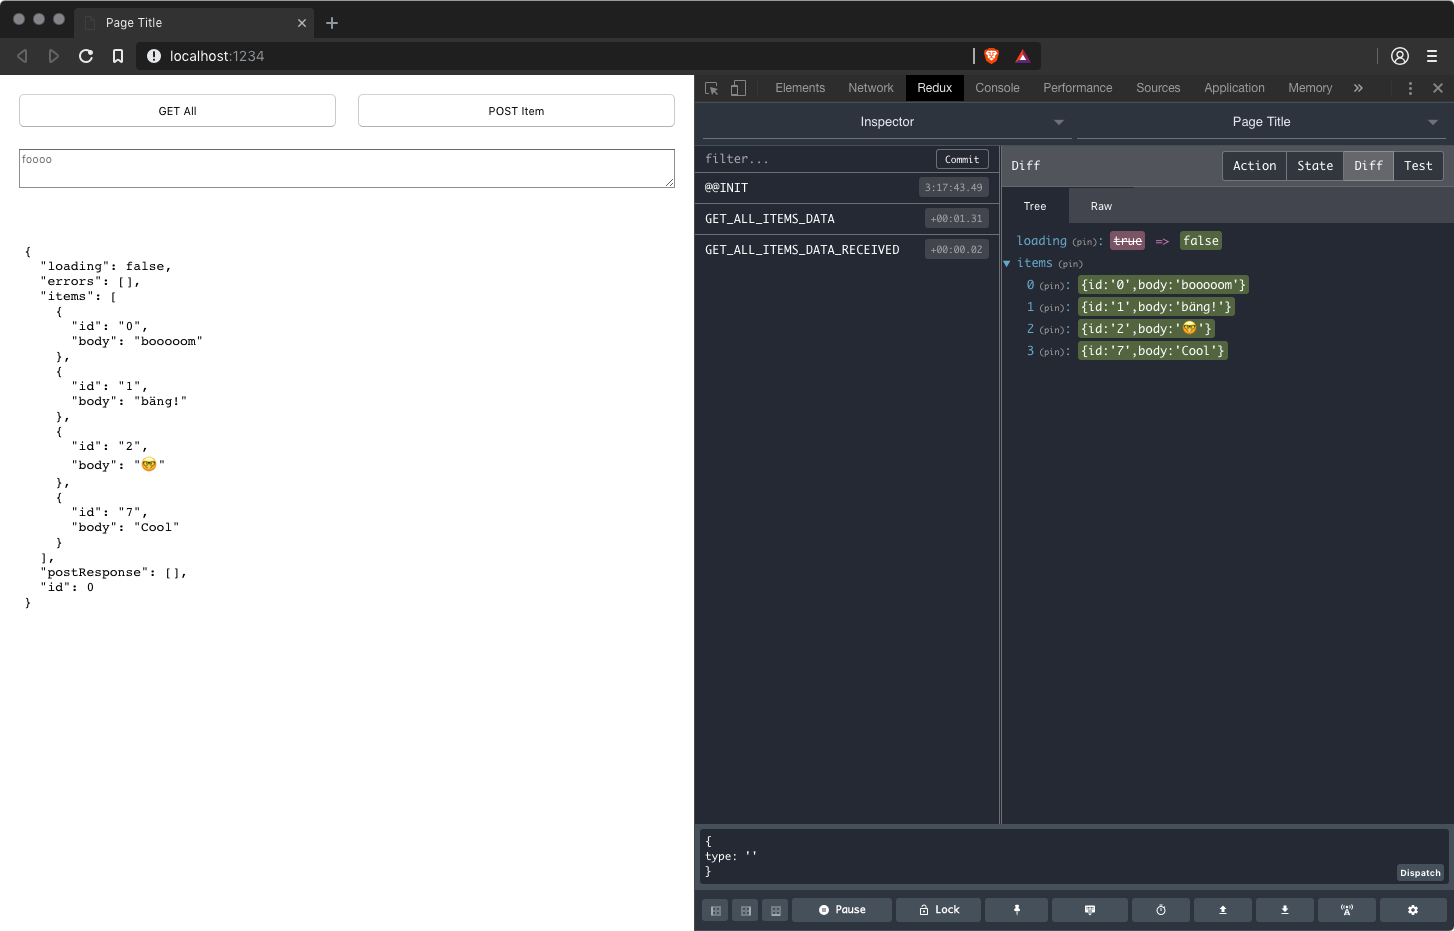 Page Title
localhost:1234
GET All
POST Item
foooo
{
"loading": false,
"errors": [],
"items": [
{
"id": "0",
"body": "booooom"
},
{
"id": "1",
"body": "bäng!"
},
{
"id": "2",
"body": "🤓"
},
{
"id": "7",
"body": "Cool"
}
],
"postResponse": [],
"id": 0
}
Elements Network Redux Console Performance Sources Application Memory »
Inspector
Page Title
filter... Commit
@@INIT 3:17:43.49
GET_ALL_ITEMS_DATA +00:01.31
GET_ALL_ITEMS_DATA_RECEIVED +00:00.02
Diff Action State Diff Test
Tree Raw
loading (pin): true => false
items (pin)
0 (pin): {id:'0',body:'booooom'}
1 (pin): {id:'1',body:'bäng!'}
2 (pin): {id:'2',body:'🤓'}
3 (pin): {id:'7',body:'Cool'}
{
type: ''
}
Dispatch
Pause Lock